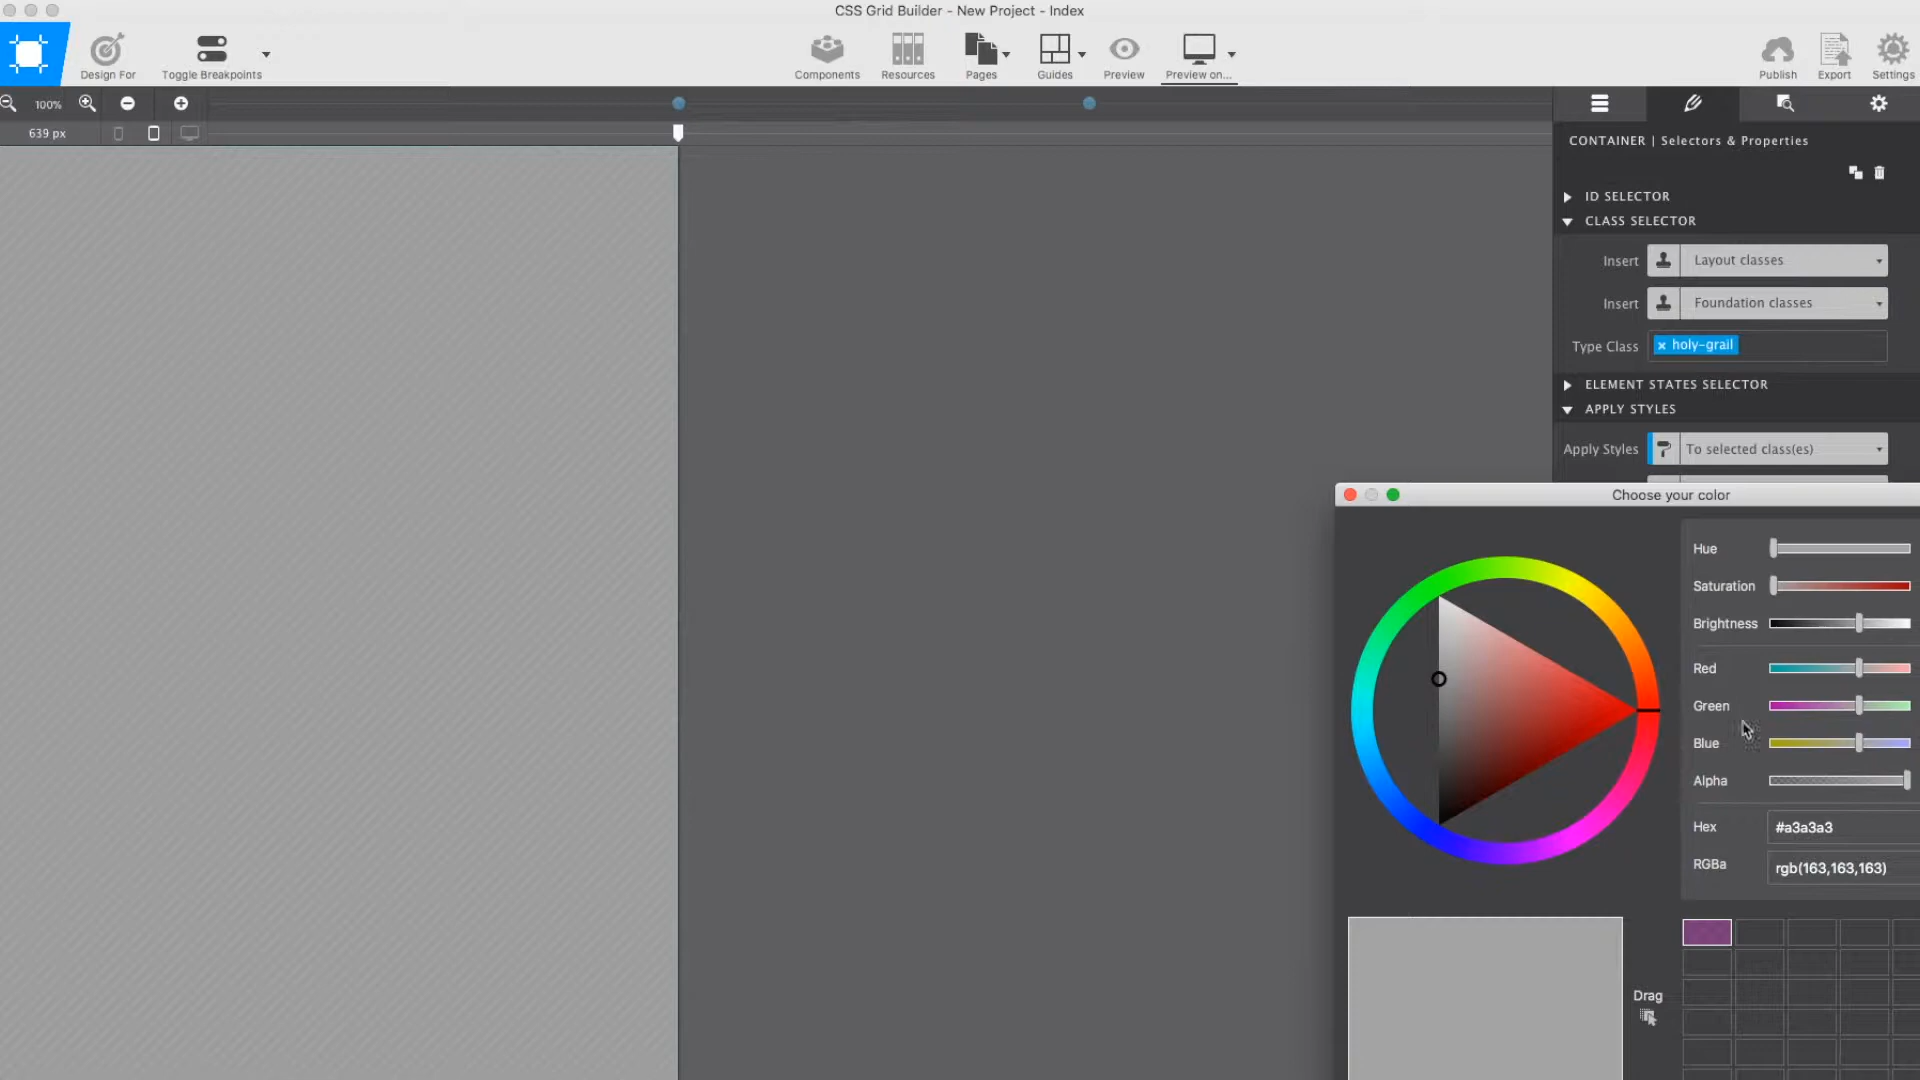 CSS Grid Builder - New Project - Index
Design For
Toggle Breakpoints
Components
Resources
Pages
Guides
Preview
Preview on...
Publish
Export
Settings
100%
639 px
CONTAINER | Selectors & Properties
ID SELECTOR
CLASS SELECTOR
Insert Layout classes
Insert Foundation classes
Type Class × holy-grail
ELEMENT STATES SELECTOR
APPLY STYLES
Apply Styles To selected class(es)
Choose your color
Hue
Saturation
Brightness
Red
Green
Blue
Alpha
Hex #a3a3a3
RGBa rgb(163,163,163)
Drag